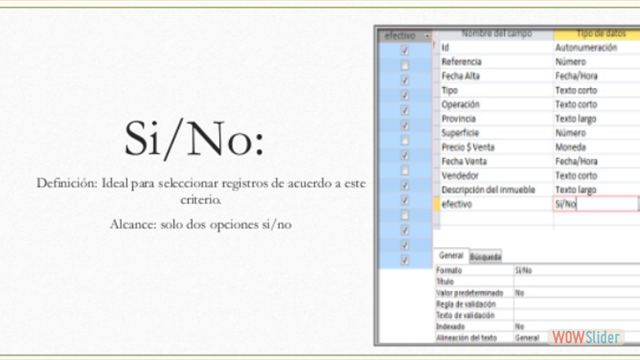 Si/No:
Definición: Ideal para seleccionar registros de acuerdo a este
criterio.
Alcance: solo dos opciones si/no
efectivo
Nombre del campo Tipo de datos
Id Autonumeración
Referencia Número
Fecha Alta Fecha/Hora
Tipo Texto corto
Operación Texto corto
Provincia Texto largo
Superficie Número
Precio $ Venta Moneda
Fecha Venta Fecha/Hora
Vendedor Texto corto
Descripción del inmueble Texto largo
efectivo Sí/No
General Búsqueda
Formato Sí/No
Título
Valor predeterminado No
Regla de validación
Texto de validación
Indexado No
Alineación del texto General
WOWSlider